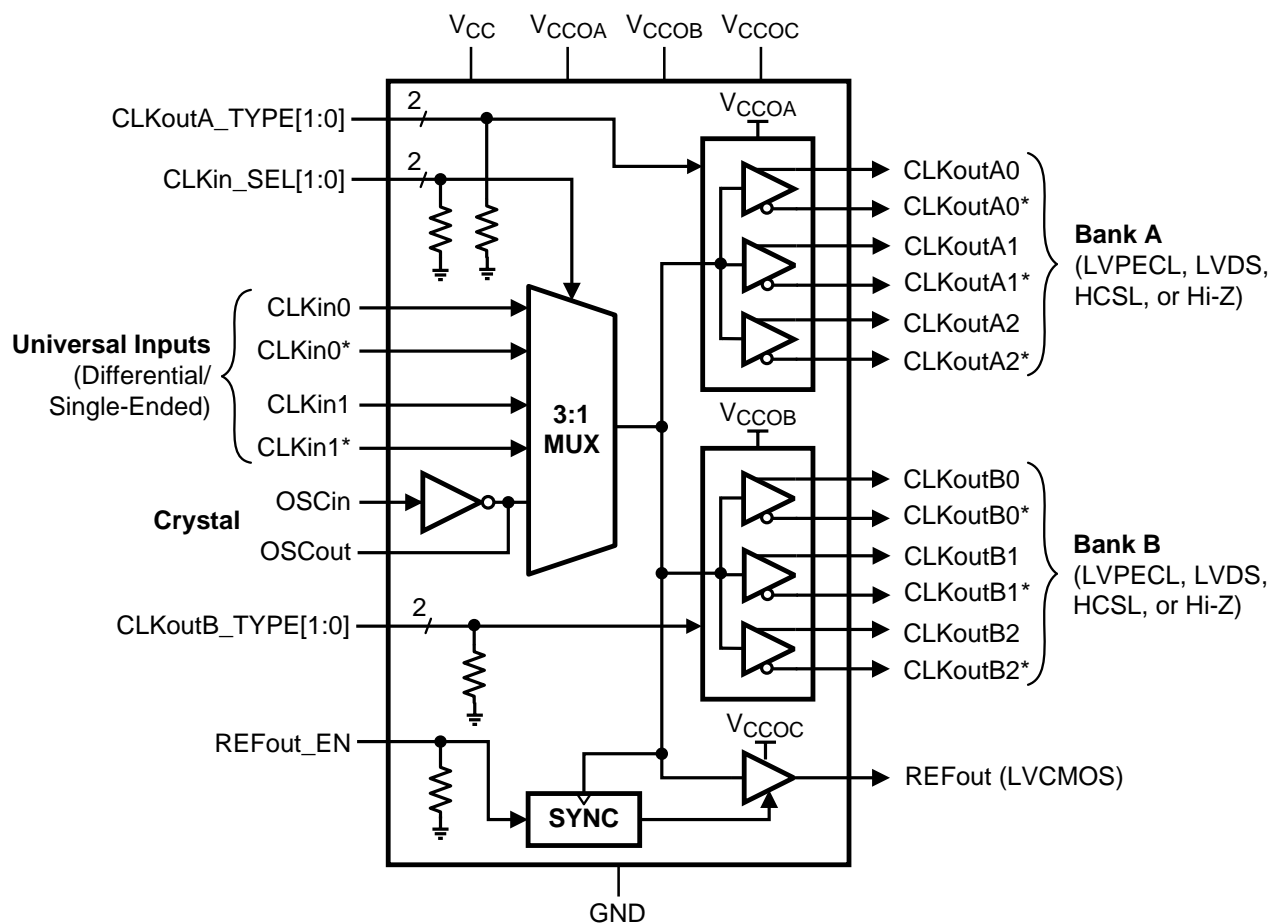 VCC
VCCOA
VCCOB
VCCOC
CLKoutA_TYPE[1:0]
2
CLKin_SEL[1:0]
2
VCCOA
CLKoutA0
CLKoutA0*
CLKoutA1
CLKoutA1*
CLKoutA2
CLKoutA2*
Bank A
(LVPECL, LVDS,
HCSL, or Hi-Z)
Universal Inputs
(Differential/
Single-Ended)
CLKin0
CLKin0*
CLKin1
CLKin1*
3:1
MUX
Crystal
OSCin
OSCout
VCCOB
CLKoutB0
CLKoutB0*
CLKoutB1
CLKoutB1*
CLKoutB2
CLKoutB2*
Bank B
(LVPECL, LVDS,
HCSL, or Hi-Z)
CLKoutB_TYPE[1:0]
2
REFout_EN
SYNC
VCCOC
REFout (LVCMOS)
GND